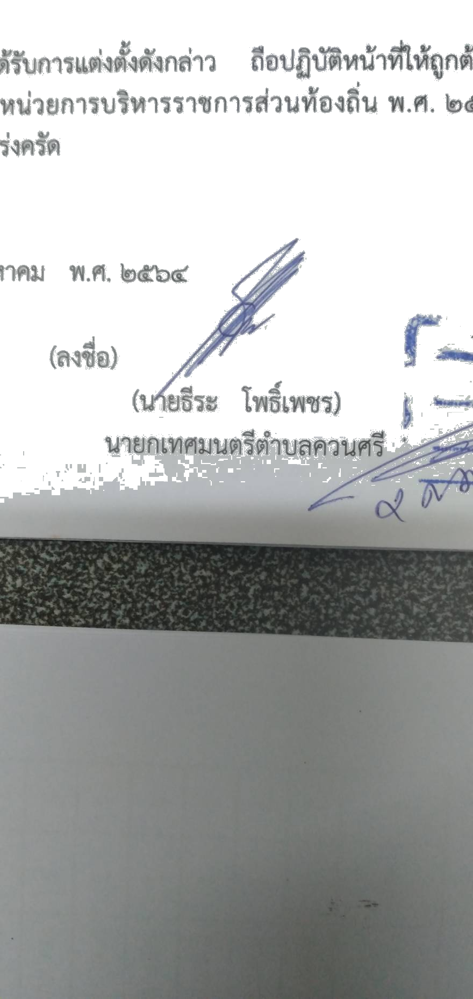 ได้รับการแต่งตั้งดังกล่าว ถือปฏิบัติหน้าที่ให้ถูกต้
หน่วยการบริหารราชการส่วนท้องถิ่น พ.ศ. ๒๕
ร่งครัด
หาคม พ.ศ. ๒๕๖๔
(ลงชื่อ)
(นายธีระ โพธิ์เพชร)
นายกเทศมนตรีตำบลควนศรี